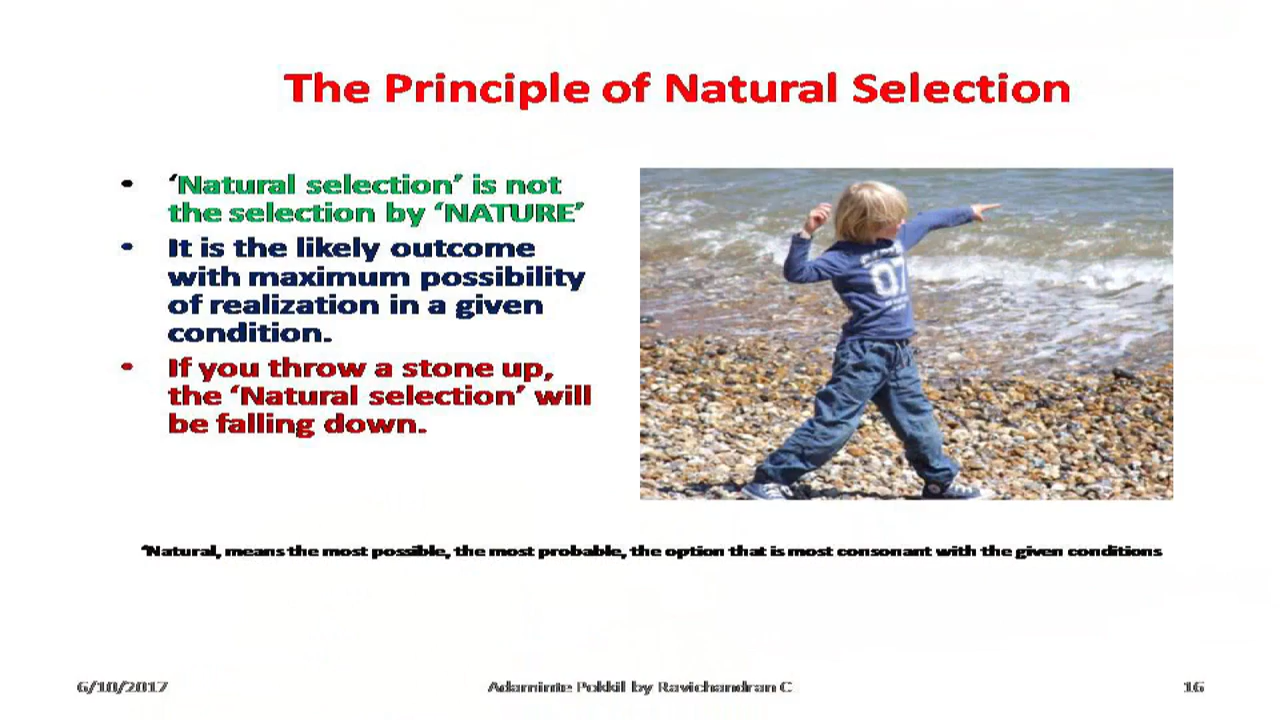 The Principle of Natural Selection
• ‘Natural selection’ is not
the selection by ‘NATURE’
• It is the likely outcome
with maximum possibility
of realization in a given
condition.
• If you throw a stone up,
the ‘Natural selection’ will
be falling down.
07
‘Natural, means the most possible, the most probable, the option that is most consonant with the given conditions
6/10/2017
Adaminte Pokkil by Ravichandran C
16